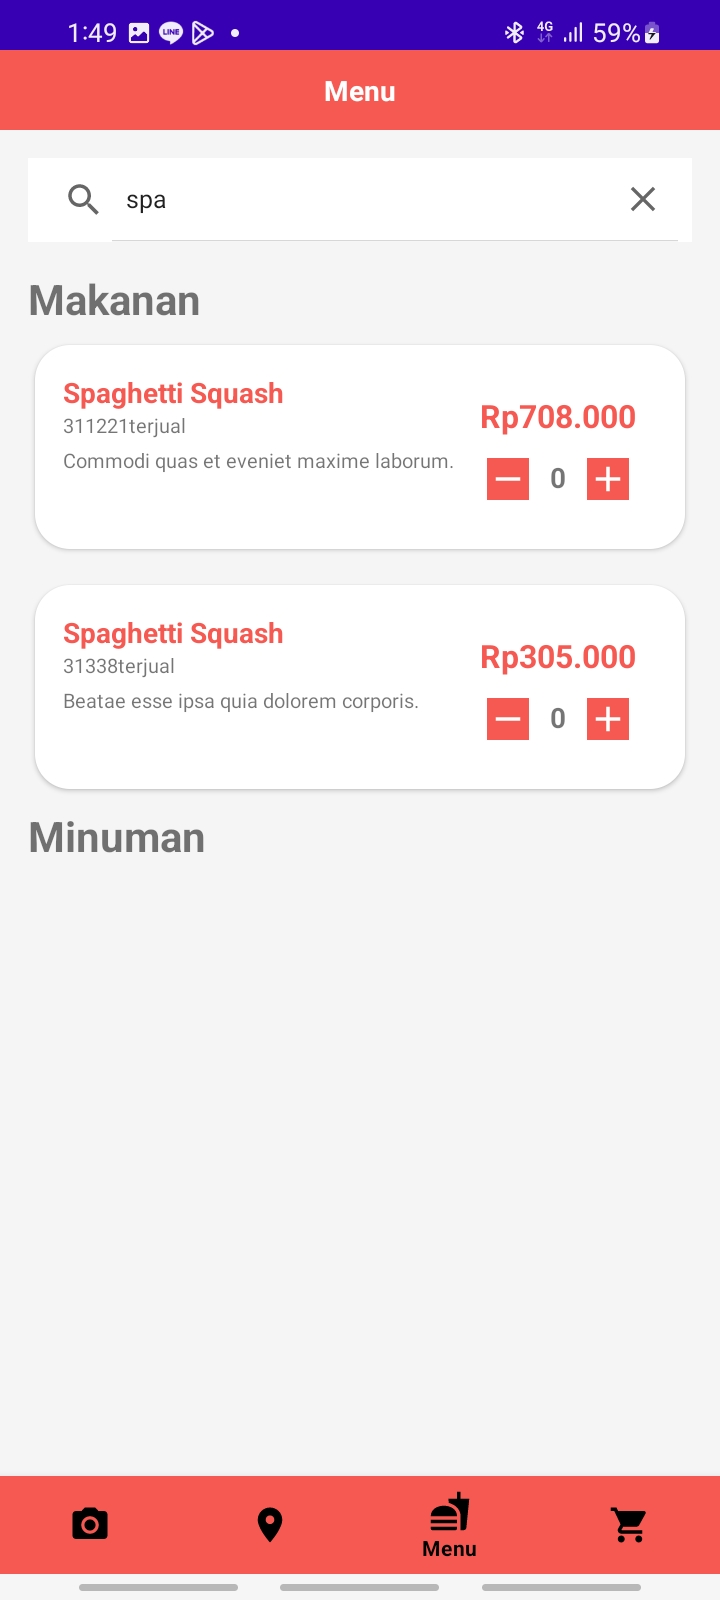 1:49 LINE 4G 59%
Menu
spa
Makanan
Spaghetti Squash
311221terjual
Commodi quas et eveniet maxime laborum.
Rp708.000
0
Spaghetti Squash
31338terjual
Beatae esse ipsa quia dolorem corporis.
Rp305.000
0
Minuman
Menu